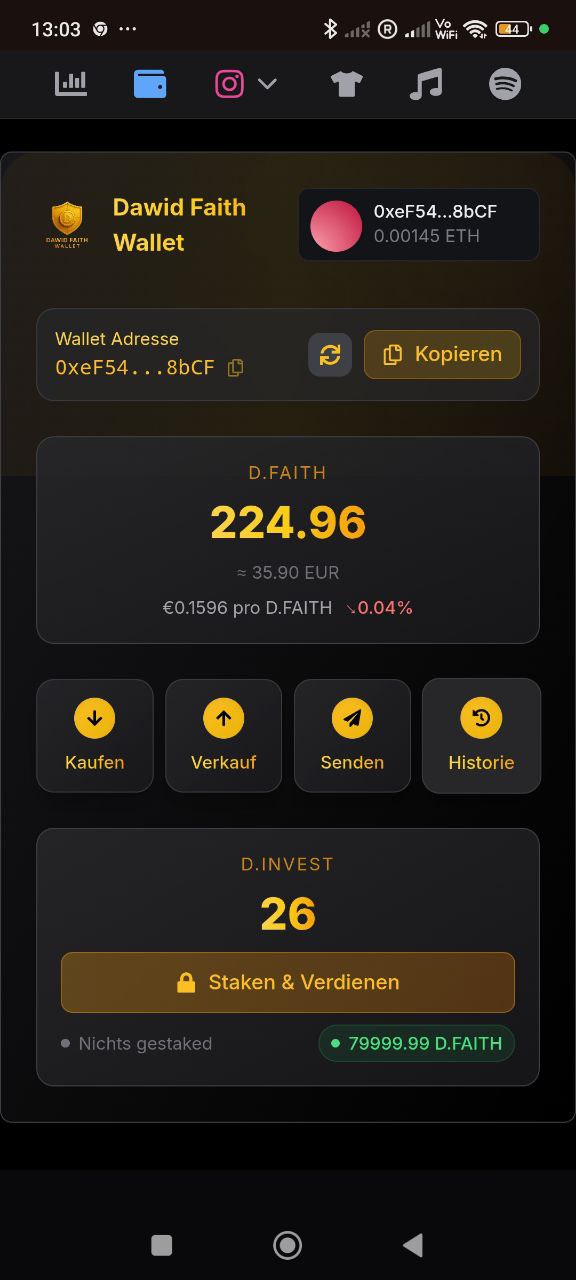 13:03
R
Vo
WiFi
44
Dawid Faith
Wallet
DAWID FAITH
WALLET
0xeF54...8bCF
0.00145 ETH
Wallet Adresse
0xeF54...8bCF
Kopieren
D.FAITH
224.96
≈ 35.90 EUR
€0.1596 pro D.FAITH ↘0.04%
Kaufen
Verkauf
Senden
Historie
D.INVEST
26
Staken & Verdienen
Nichts gestaked
79999.99 D.FAITH